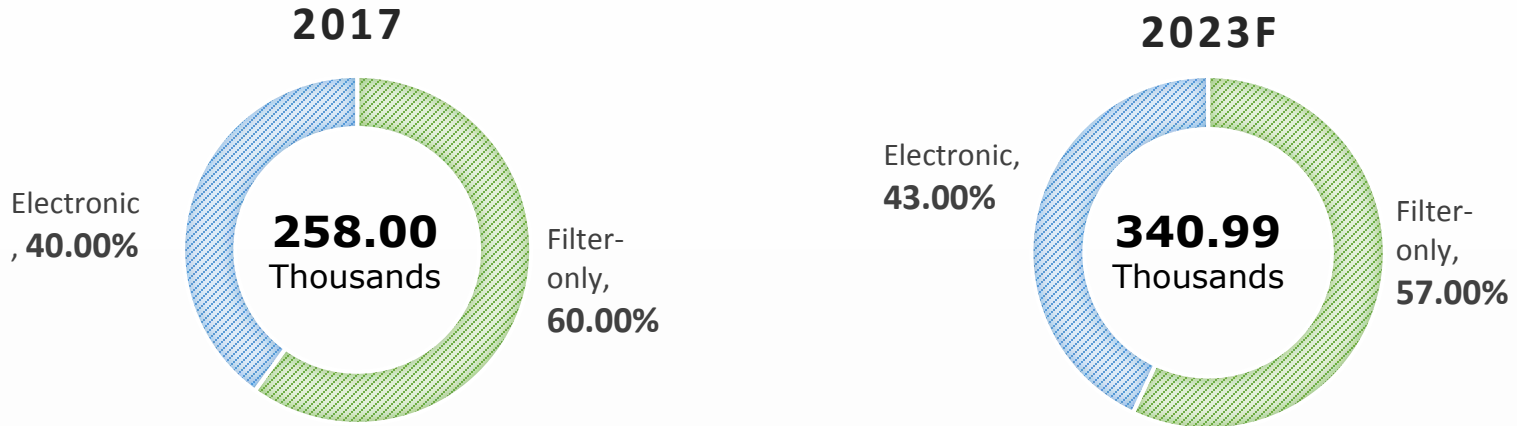 2017
Electronic
, 40.00%
258.00
Thousands
Filter-
only,
60.00%
2023F
Electronic,
43.00%
340.99
Thousands
Filter-
only,
57.00%